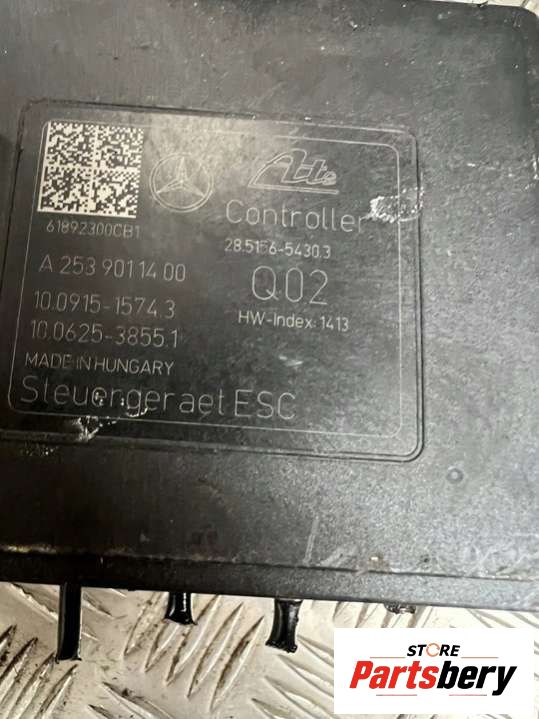 Ate
61892300CB1
Controller
28.5156-5430.3
A 253 901 14 00
Q02
10.0915-1574.3
HW-index: 1413
10.0625-3855.1
MADE IN HUNGARY
Steuergeraet ESC
STORE
Partsbery